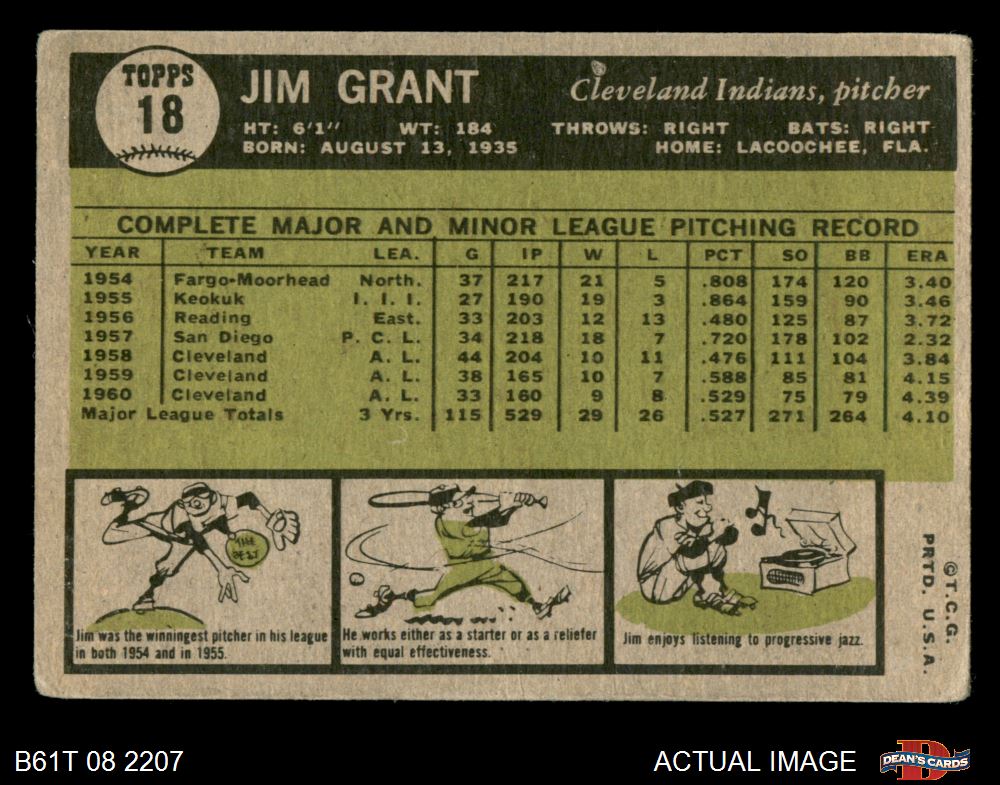 TOPPS
18
JIM GRANT
Cleveland Indians, pitcher
HT: 6'1" WT: 184 THROWS: RIGHT BATS: RIGHT
BORN: AUGUST 13, 1935 HOME: LACOOCHEE, FLA.
COMPLETE MAJOR AND MINOR LEAGUE PITCHING RECORD
YEAR TEAM LEA. G IP W L PCT SO BB ERA
1954 Fargo-Moorhead North. 37 217 21 5 .808 174 120 3.40
1955 Keokuk I. I. I. 27 190 19 3 .864 159 90 3.46
1956 Reading East. 33 203 12 13 .480 125 87 3.72
1957 San Diego P. C. L. 34 218 18 7 .720 178 102 2.32
1958 Cleveland A. L. 44 204 10 11 .476 111 104 3.84
1959 Cleveland A. L. 38 165 10 7 .588 85 81 4.15
1960 Cleveland A. L. 33 160 9 8 .529 75 79 4.39
Major League Totals 3 Yrs. 115 529 29 26 .527 271 264 4.10
THE
BEST
Jim was the winningest pitcher in his league
in both 1954 and in 1955.
He works either as a starter or as a reliefer
with equal effectiveness.
Jim enjoys listening to progressive jazz.
©T.C.G.
PRTD. U.S.A.
B61T 08 2207
ACTUAL IMAGE
DEAN'S CARDS